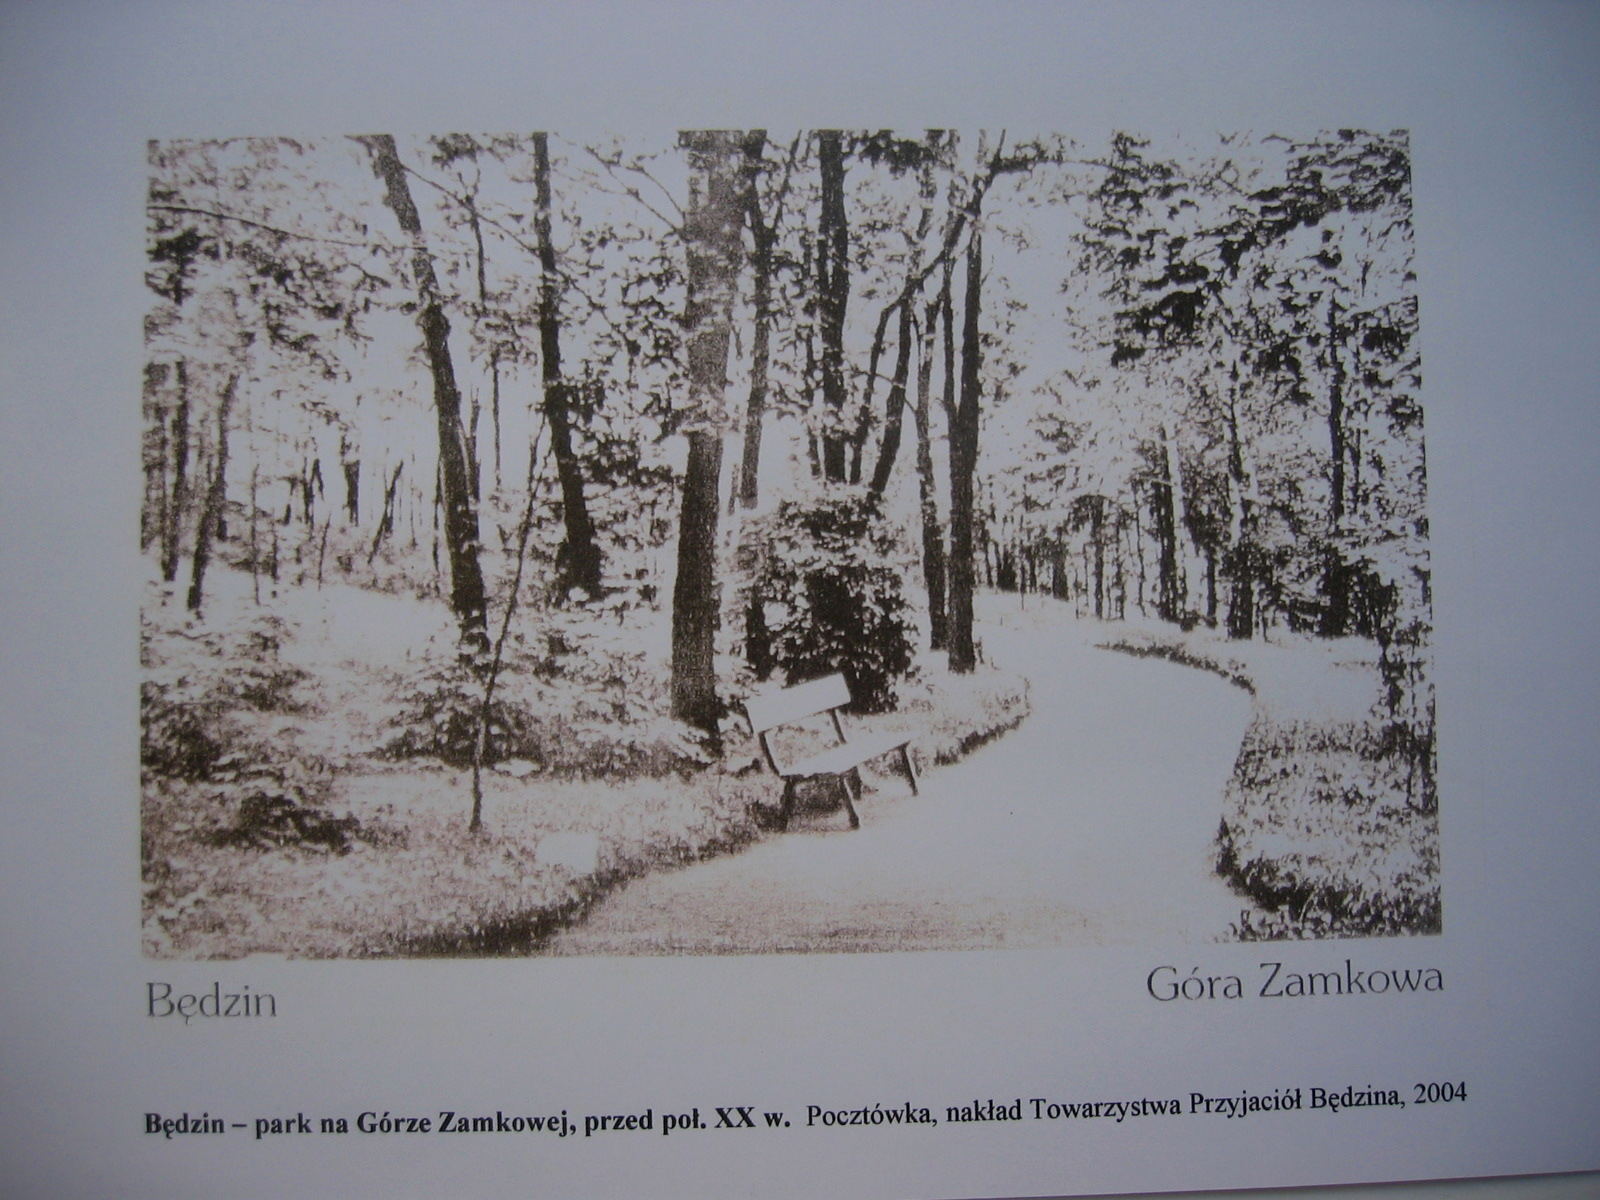 Będzin
Góra Zamkowa
Będzin – park na Górze Zamkowej, przed poł. XX w. Pocztówka, nakład Towarzystwa Przyjaciół Będzina, 2004